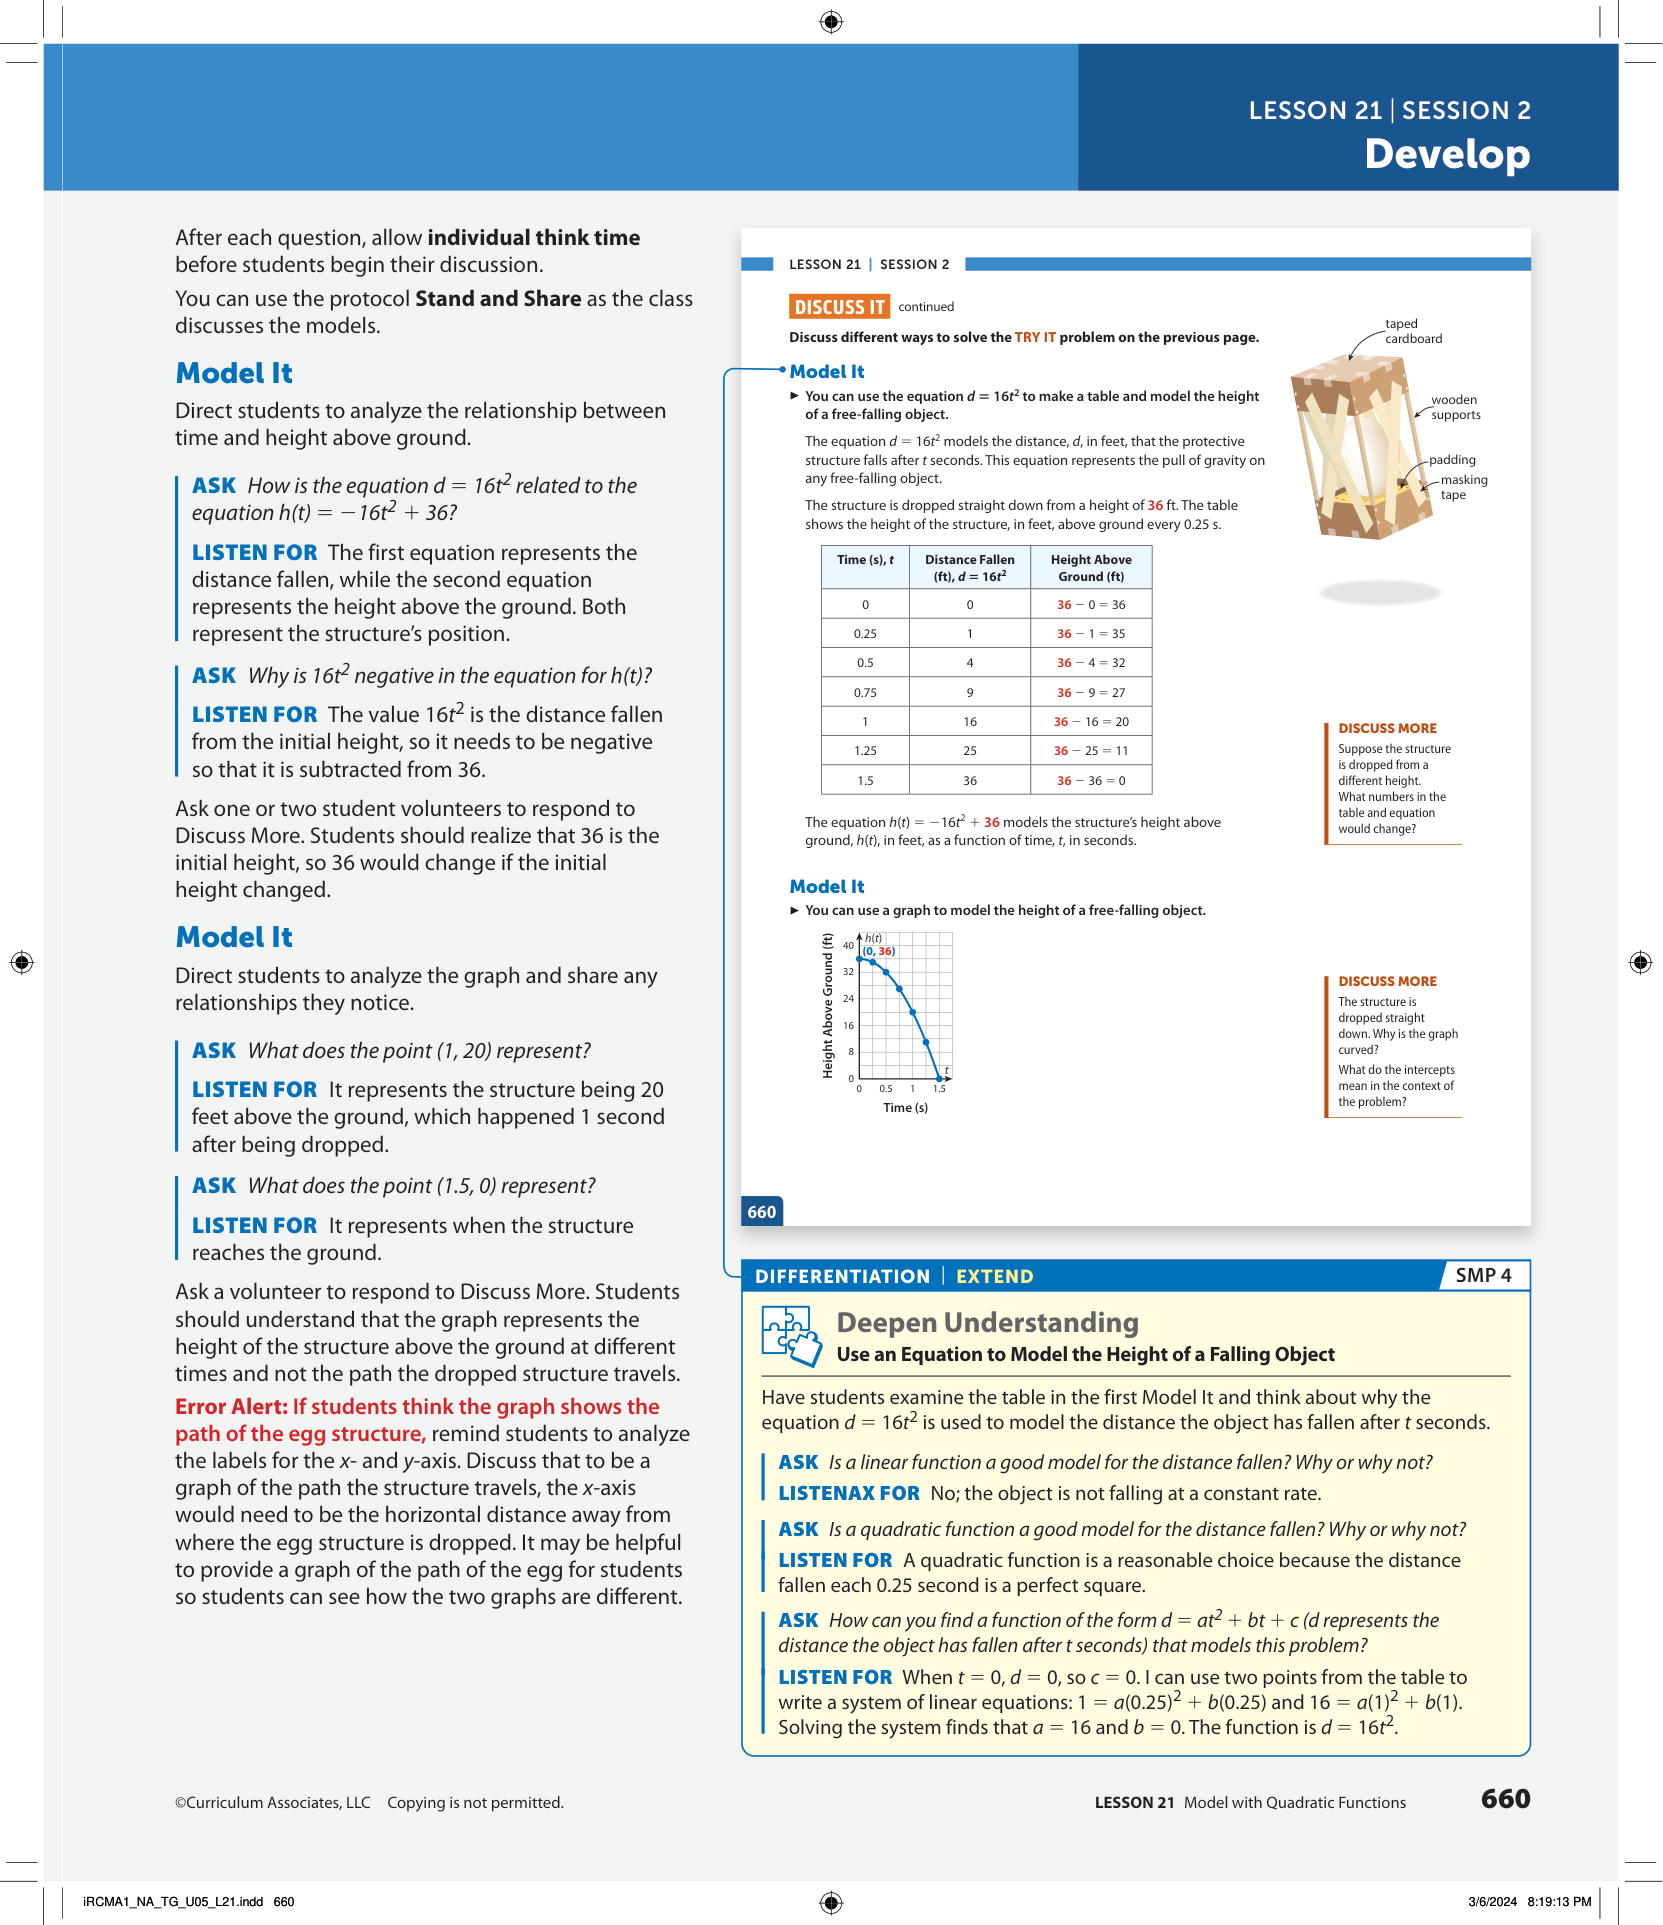 LESSON 21 | SESSION 2
Develop
After each question, allow individual think time
before students begin their discussion.
You can use the protocol Stand and Share as the class
discusses the models.
Model It
Direct students to analyze the relationship between
time and height above ground.
ASK How is the equation d = 16t² related to the
equation h(t) = −16t² + 36?
LISTEN FOR The first equation represents the
distance fallen, while the second equation
represents the height above the ground. Both
represent the structure’s position.
ASK Why is 16t² negative in the equation for h(t)?
LISTEN FOR The value 16t² is the distance fallen
from the initial height, so it needs to be negative
so that it is subtracted from 36.
Ask one or two student volunteers to respond to
Discuss More. Students should realize that 36 is the
initial height, so 36 would change if the initial
height changed.
Model It
Direct students to analyze the graph and share any
relationships they notice.
ASK What does the point (1, 20) represent?
LISTEN FOR It represents the structure being 20
feet above the ground, which happened 1 second
after being dropped.
ASK What does the point (1.5, 0) represent?
LISTEN FOR It represents when the structure
reaches the ground.
Ask a volunteer to respond to Discuss More. Students
should understand that the graph represents the
height of the structure above the ground at different
times and not the path the dropped structure travels.
Error Alert: If students think the graph shows the
path of the egg structure, remind students to analyze
the labels for the x- and y-axis. Discuss that to be a
graph of the path the structure travels, the x-axis
would need to be the horizontal distance away from
where the egg structure is dropped. It may be helpful
to provide a graph of the path of the egg for students
so students can see how the two graphs are different.
LESSON 21 | SESSION 2
DISCUSS IT continued
Discuss different ways to solve the TRY IT problem on the previous page.
Model It
► You can use the equation d = 16t² to make a table and model the height
of a free-falling object.
The equation d = 16t² models the distance, d, in feet, that the protective
structure falls after t seconds. This equation represents the pull of gravity on
any free-falling object.
The structure is dropped straight down from a height of 36 ft. The table
shows the height of the structure, in feet, above ground every 0.25 s.
taped
cardboard
wooden
supports
padding
masking
tape
Time (s), t Distance Fallen Height Above
(ft), d = 16t² Ground (ft)
0 0 36 − 0 = 36
0.25 1 36 − 1 = 35
0.5 4 36 − 4 = 32
0.75 9 36 − 9 = 27
1 16 36 − 16 = 20
1.25 25 36 − 25 = 11
1.5 36 36 − 36 = 0
The equation h(t) = −16t² + 36 models the structure’s height above
ground, h(t), in feet, as a function of time, t, in seconds.
DISCUSS MORE
Suppose the structure
is dropped from a
different height.
What numbers in the
table and equation
would change?
Model It
► You can use a graph to model the height of a free-falling object.
Height Above Ground (ft)
h(t)
(0, 36)
40
32
24
16
8
0
t
0 0.5 1 1.5
Time (s)
DISCUSS MORE
The structure is
dropped straight
down. Why is the graph
curved?
What do the intercepts
mean in the context of
the problem?
660
DIFFERENTIATION | EXTEND SMP 4
Deepen Understanding
Use an Equation to Model the Height of a Falling Object
Have students examine the table in the first Model It and think about why the
equation d = 16t² is used to model the distance the object has fallen after t seconds.
ASK Is a linear function a good model for the distance fallen? Why or why not?
LISTENAX FOR No; the object is not falling at a constant rate.
ASK Is a quadratic function a good model for the distance fallen? Why or why not?
LISTEN FOR A quadratic function is a reasonable choice because the distance
fallen each 0.25 second is a perfect square.
ASK How can you find a function of the form d = at² + bt + c (d represents the
distance the object has fallen after t seconds) that models this problem?
LISTEN FOR When t = 0, d = 0, so c = 0. I can use two points from the table to
write a system of linear equations: 1 = a(0.25)² + b(0.25) and 16 = a(1)² + b(1).
Solving the system finds that a = 16 and b = 0. The function is d = 16t².
©Curriculum Associates, LLC Copying is not permitted.
LESSON 21 Model with Quadratic Functions 660
iRCMA1_NA_TG_U05_L21.indd 660
3/6/2024 8:19:13 PM